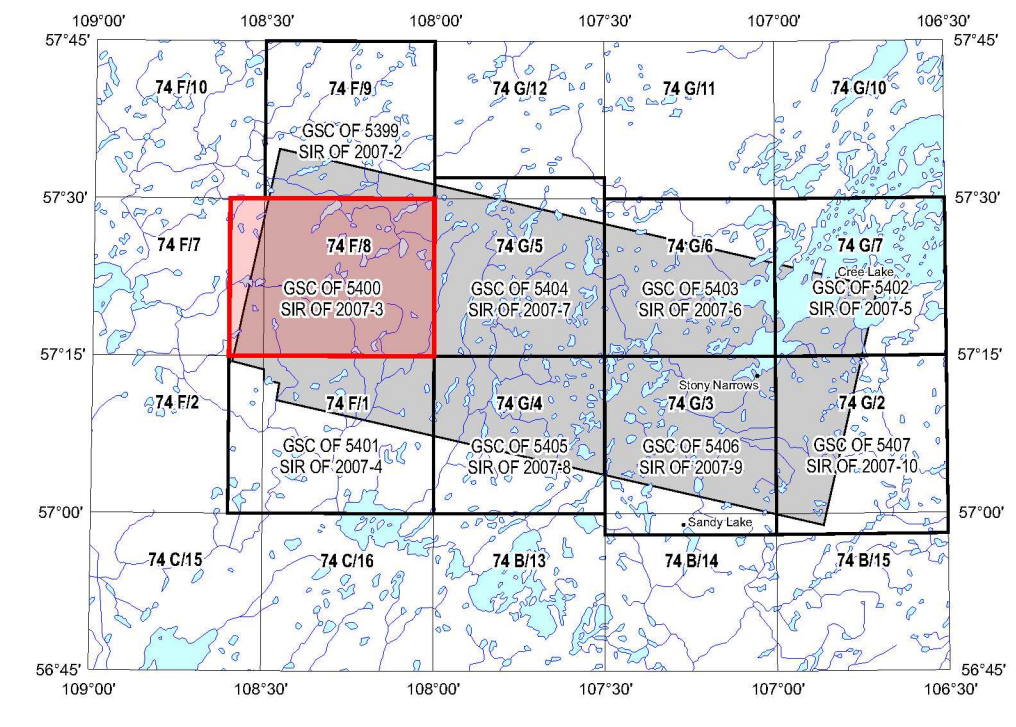 109°00'
108°30'
108°00'
107°30'
107°00'
106°30'
57°45'
57°45'
74 F/10
74 F/9
74 G/12
74 G/11
74 G/10
GSC OF 5399
SIR OF 2007-2
57°30'
57°30'
74 F/7
74 F/8
74 G/5
74 G/6
74 G/7
Cree Lake
GSC OF 5400
SIR OF 2007-3
GSC OF 5404
SIR OF 2007-7
GSC OF 5403
SIR OF 2007-6
GSC OF 5402
SIR OF 2007-5
57°15'
57°15'
Stony Narrows
74 F/2
74 F/1
74 G/4
74 G/3
74 G/2
GSC OF 5401
SIR OF 2007-4
GSC OF 5405
SIR OF 2007-8
GSC OF 5406
SIR OF 2007-9
GSC OF 5407
SIR OF 2007-10
57°00'
57°00'
Sandy Lake
74 C/15
74 C/16
74 B/13
74 B/14
74 B/15
56°45'
56°45'
109°00'
108°30'
108°00'
107°30'
107°00'
106°30'